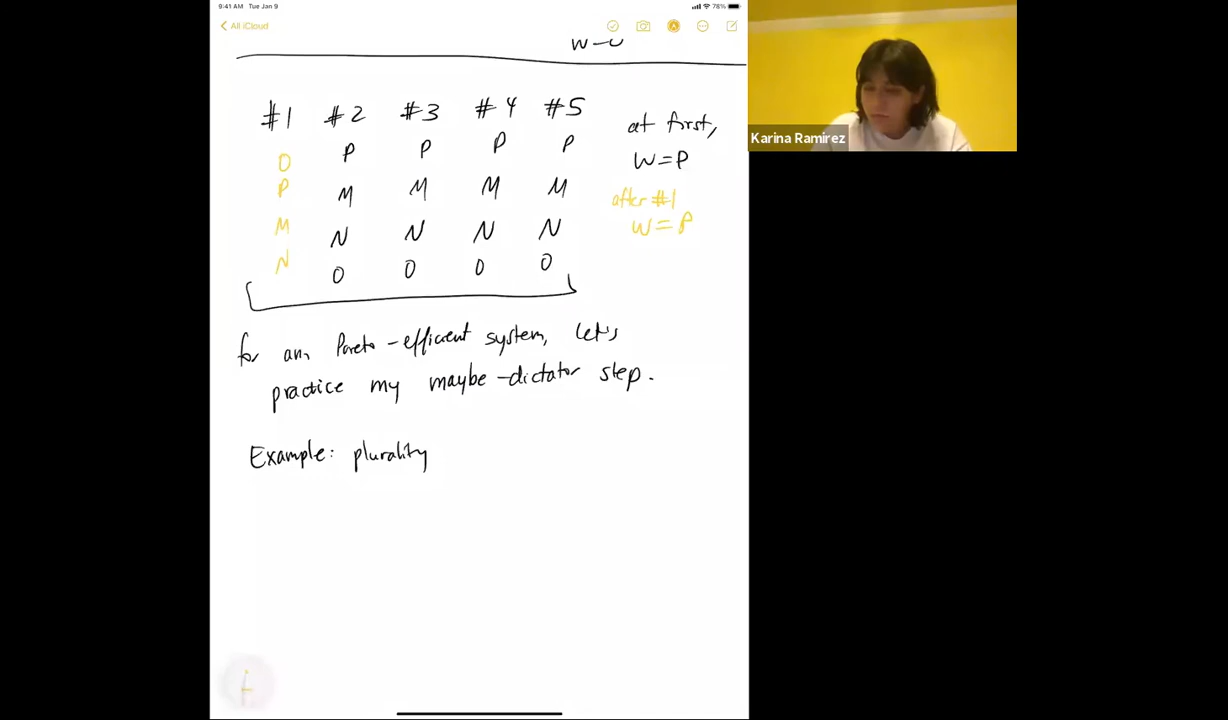 9:41 AM Tue Jan 9
78%
All iCloud
#1 #2 #3 #4 #5
O P P P P
P M M M M
M N N N N
N O O O O
at first,
W=P
after #1
W=P
for any Pareto-efficient system, let's
practice my maybe-dictator step.
Example: plurality
Karina Ramirez